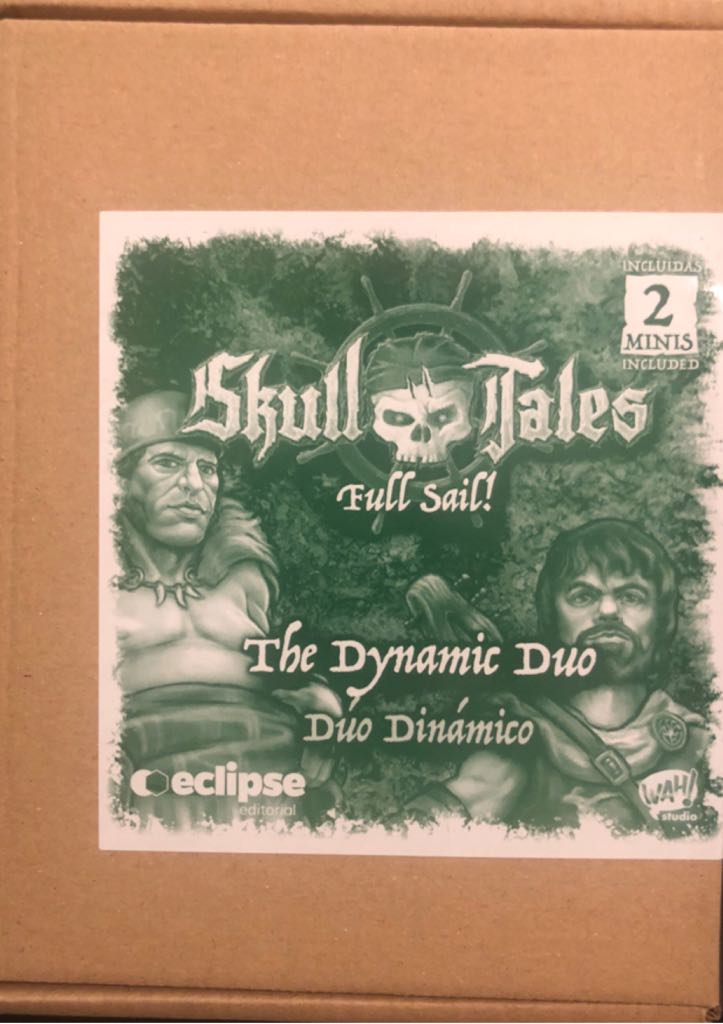 INCLUIDAS
2
MINIS
INCLUDED
Skull Tales
Full Sail!
The Dynamic Duo
Dúo Dinámico
eclipse
editorial
WAH!
studio